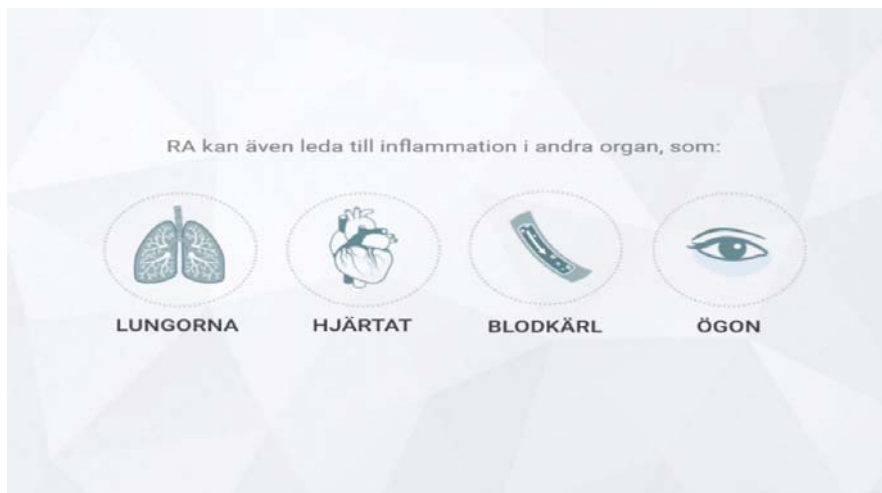 RA kan även leda till inflammation i andra organ, som:
LUNGORNA
HJÄRTAT
BLODKÄRL
ÖGON